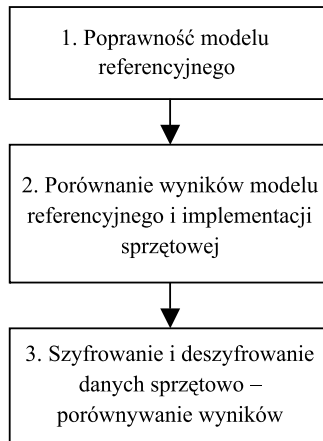 1. Poprawność modelu
referencyjnego
2. Porównanie wyników modelu
referencyjnego i implementacji
sprzętowej
3. Szyfrowanie i deszyfrowanie
danych sprzętowo –
porównywanie wyników